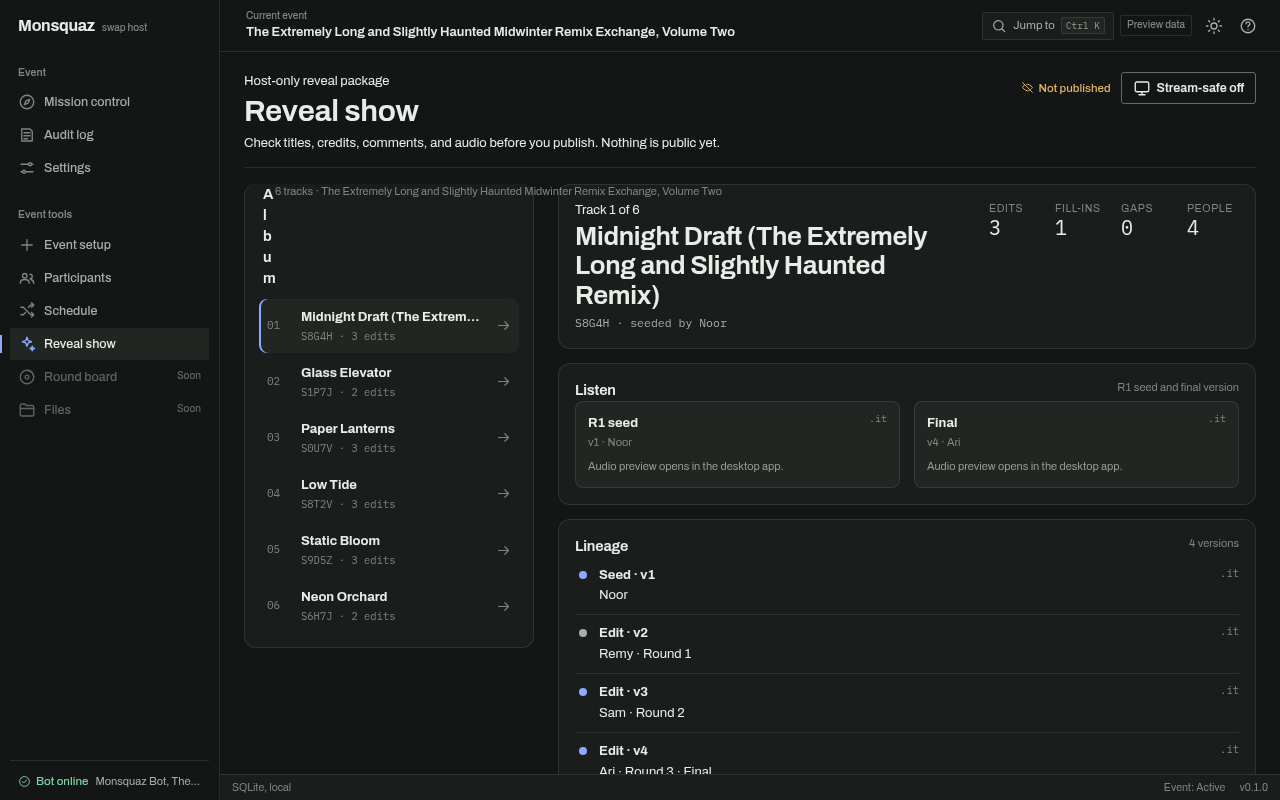 Monsquaz swap host
Event
Mission control
Audit log
Settings
Event tools
Event setup
Participants
Schedule
Reveal show
Round board Soon
Files Soon
Bot online Monsquaz Bot, The...
Current event
The Extremely Long and Slightly Haunted Midwinter Remix Exchange, Volume Two
Jump to Ctrl K
Preview data
Host-only reveal package
Reveal show
Check titles, credits, comments, and audio before you publish. Nothing is public yet.
Not published
Stream-safe off
Album
6 tracks · The Extremely Long and Slightly Haunted Midwinter Remix Exchange, Volume Two
01 Midnight Draft (The Extrem...
S8G4H · 3 edits
02 Glass Elevator
S1P7J · 2 edits
03 Paper Lanterns
S0U7V · 3 edits
04 Low Tide
S8T2V · 3 edits
05 Static Bloom
S9D5Z · 3 edits
06 Neon Orchard
S6H7J · 2 edits
Track 1 of 6
Midnight Draft (The Extremely
Long and Slightly Haunted
Remix)
S8G4H · seeded by Noor
EDITS FILL-INS GAPS PEOPLE
3 1 0 4
Listen R1 seed and final version
R1 seed .it
v1 · Noor
Audio preview opens in the desktop app.
Final .it
v4 · Ari
Audio preview opens in the desktop app.
Lineage 4 versions
Seed · v1 .it
Noor
Edit · v2 .it
Remy · Round 1
Edit · v3 .it
Sam · Round 2
Edit · v4 .it
Ari · Round 3 · Final
SQLite, local
Event: Active v0.1.0